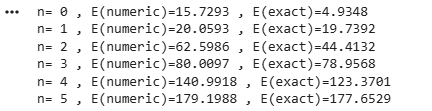 n= 0 , E(numeric)=15.7293 , E(exact)=4.9348
n= 1 , E(numeric)=20.0593 , E(exact)=19.7392
n= 2 , E(numeric)=62.5986 , E(exact)=44.4132
n= 3 , E(numeric)=80.0097 , E(exact)=78.9568
n= 4 , E(numeric)=140.9918 , E(exact)=123.3701
n= 5 , E(numeric)=179.1988 , E(exact)=177.6529